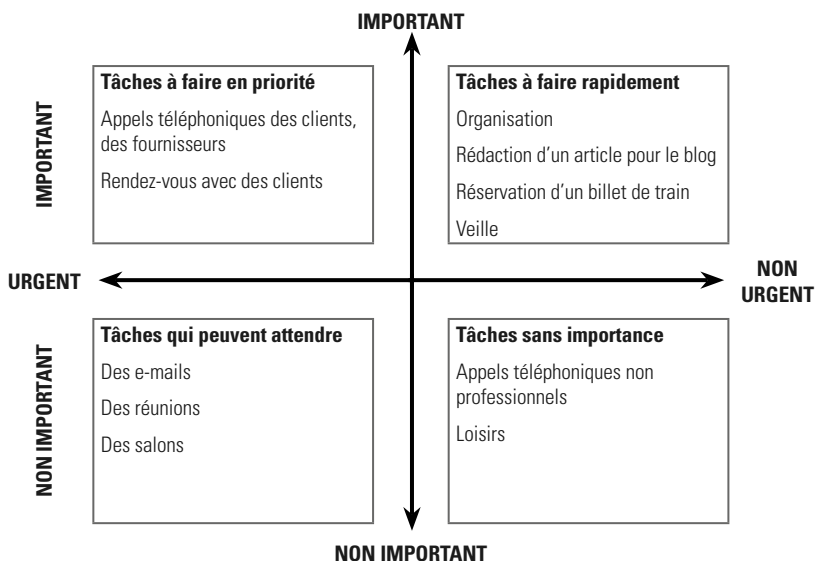 IMPORTANT
IMPORTANT
Tâches à faire en priorité
Appels téléphoniques des clients,
des fournisseurs
Rendez-vous avec des clients
Tâches à faire rapidement
Organisation
Rédaction d’un article pour le blog
Réservation d’un billet de train
Veille
URGENT
NON
URGENT
NON IMPORTANT
Tâches qui peuvent attendre
Des e-mails
Des réunions
Des salons
Tâches sans importance
Appels téléphoniques non
professionnels
Loisirs
NON IMPORTANT